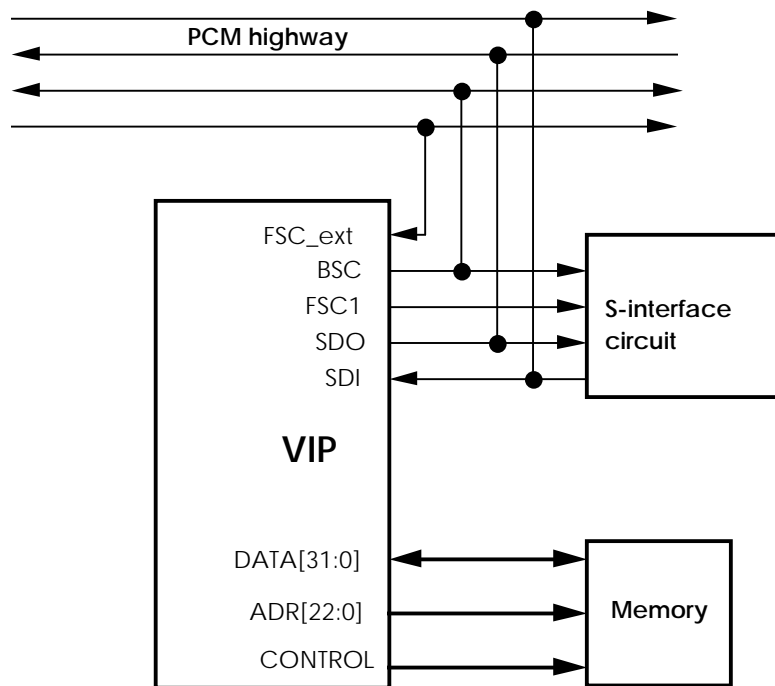 PCM highway
FSC_ext
BSC
FSC1
SDO
SDI
S-interface
circuit
VIP
DATA[31:0]
ADR[22:0]
CONTROL
Memory